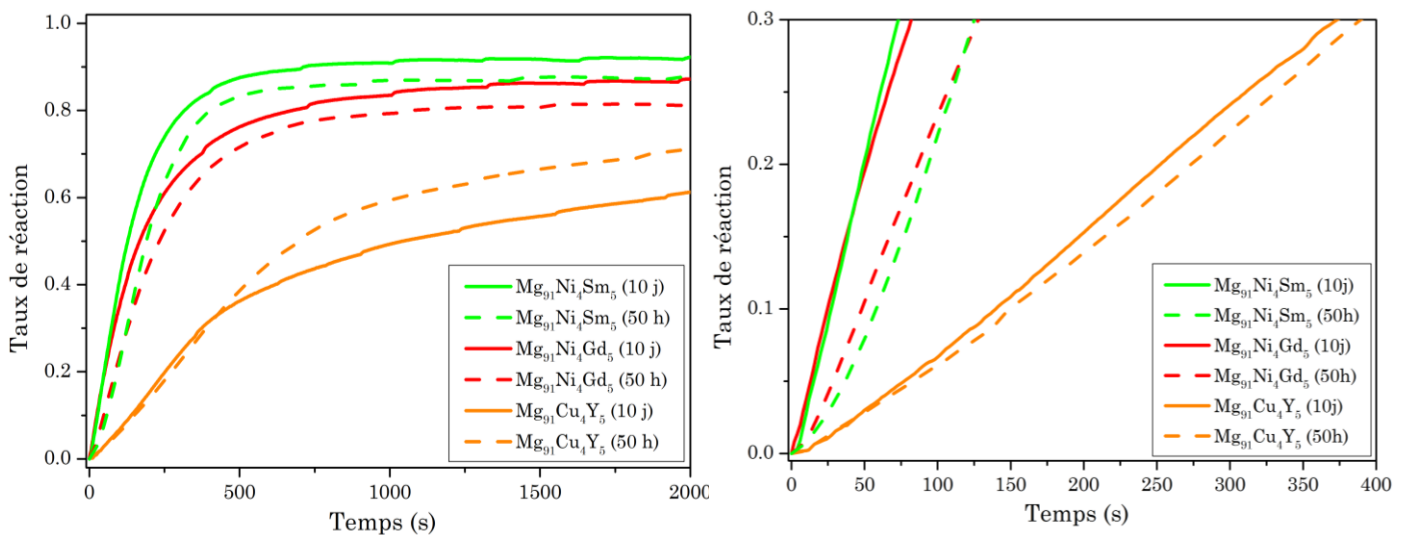 Taux de réaction
1.0
0.8
0.6
0.4
0.2
0.0
0
500
1000
1500
2000
Temps (s)
Mg₉₁Ni₄Sm₅ (10 j)
Mg₉₁Ni₄Sm₅ (50 h)
Mg₉₁Ni₄Gd₅ (10 j)
Mg₉₁Ni₄Gd₅ (50 h)
Mg₉₁Cu₄Y₅ (10 j)
Mg₉₁Cu₄Y₅ (50 h)
Taux de réaction
0.3
0.2
0.1
0.0
0
50
100
150
200
250
300
350
400
Temps (s)
Mg₉₁Ni₄Sm₅ (10j)
Mg₉₁Ni₄Sm₅ (50h)
Mg₉₁Ni₄Gd₅ (10j)
Mg₉₁Ni₄Gd₅ (50h)
Mg₉₁Cu₄Y₅ (10j)
Mg₉₁Cu₄Y₅ (50h)